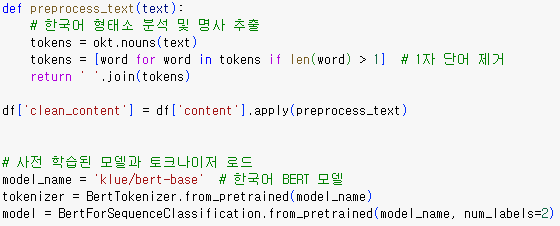 def preprocess_text(text):
    # 한국어 형태소 분석 및 명사 추출
    tokens = okt.nouns(text)
    tokens = [word for word in tokens if len(word) > 1]  # 1자 단어 제거
    return ' '.join(tokens)

df['clean_content'] = df['content'].apply(preprocess_text)


# 사전 학습된 모델과 토크나이저 로드
model_name = 'klue/bert-base'  # 한국어 BERT 모델
tokenizer = BertTokenizer.from_pretrained(model_name)
model = BertForSequenceClassification.from_pretrained(model_name, num_labels=2)